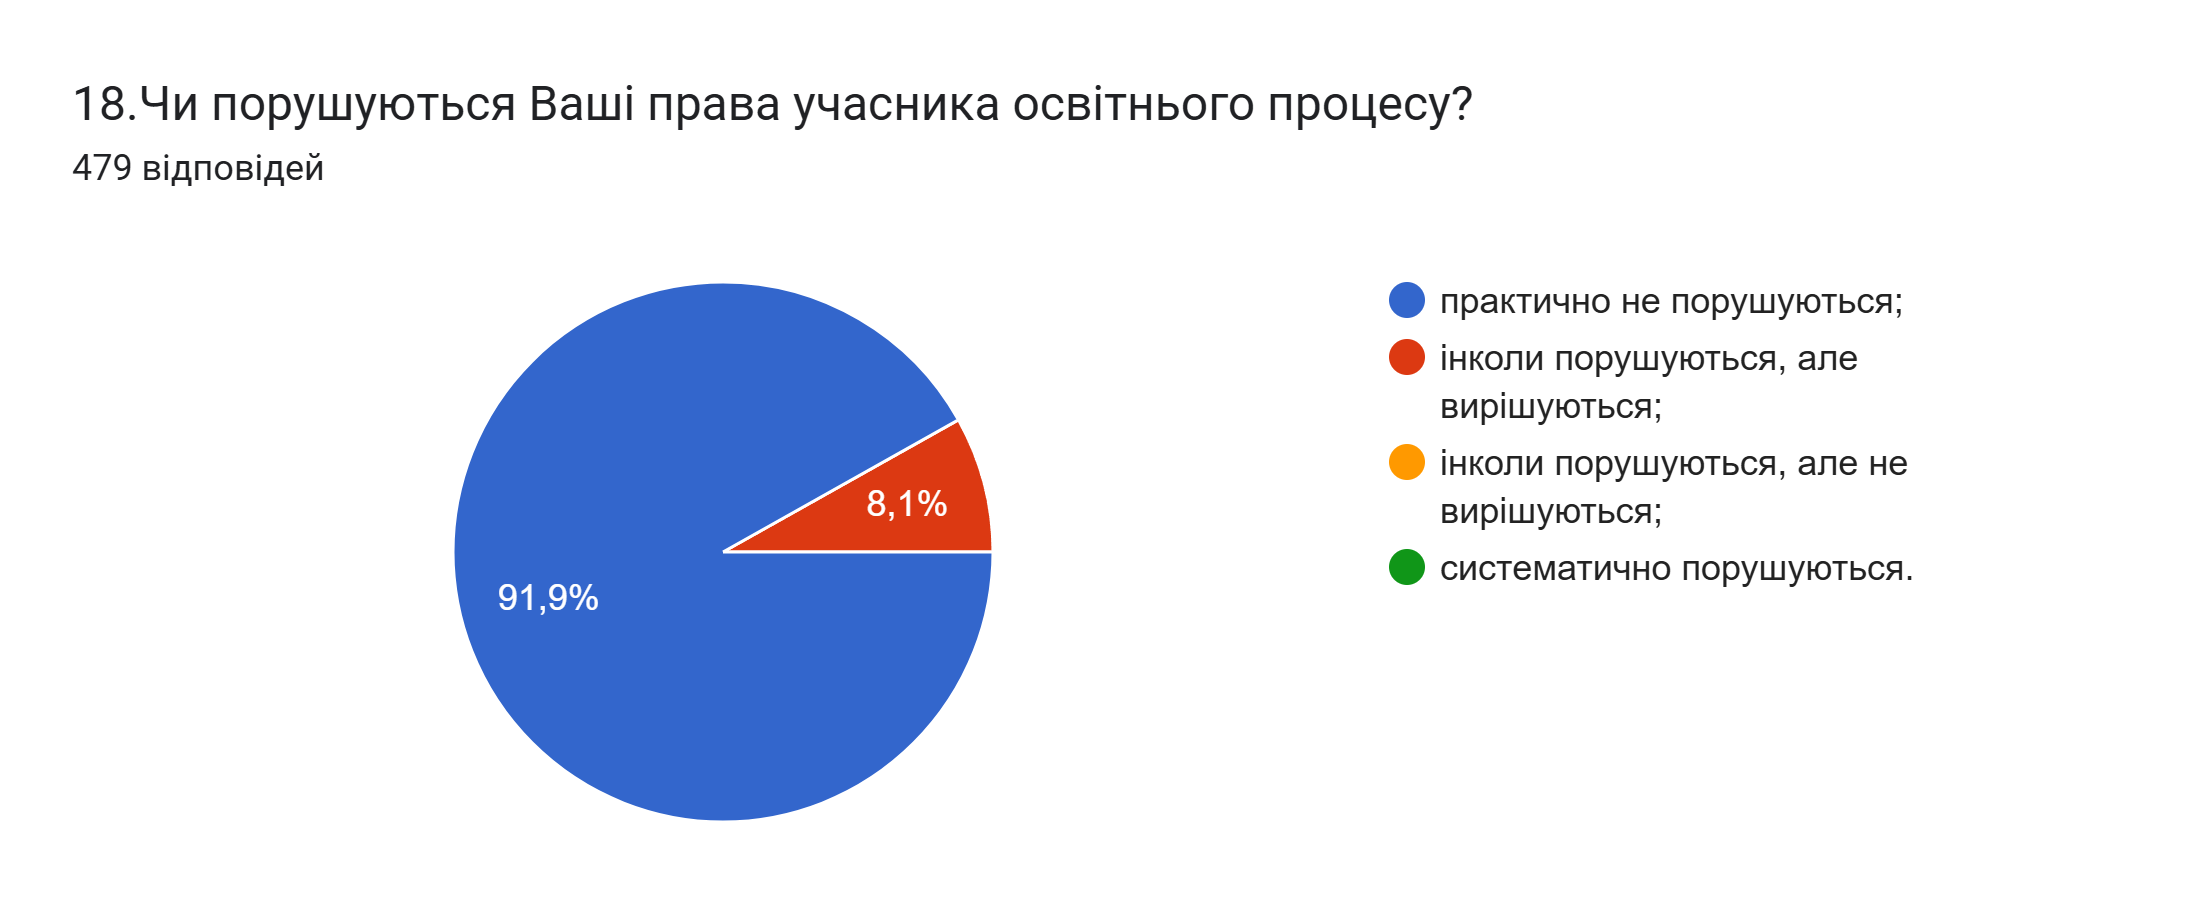 18.Чи порушуються Ваші права учасника освітнього процесу?
479 відповідей
практично не порушуються;
інколи порушуються, але
вирішуються;
інколи порушуються, але не
вирішуються;
систематично порушуються.
8,1%
91,9%